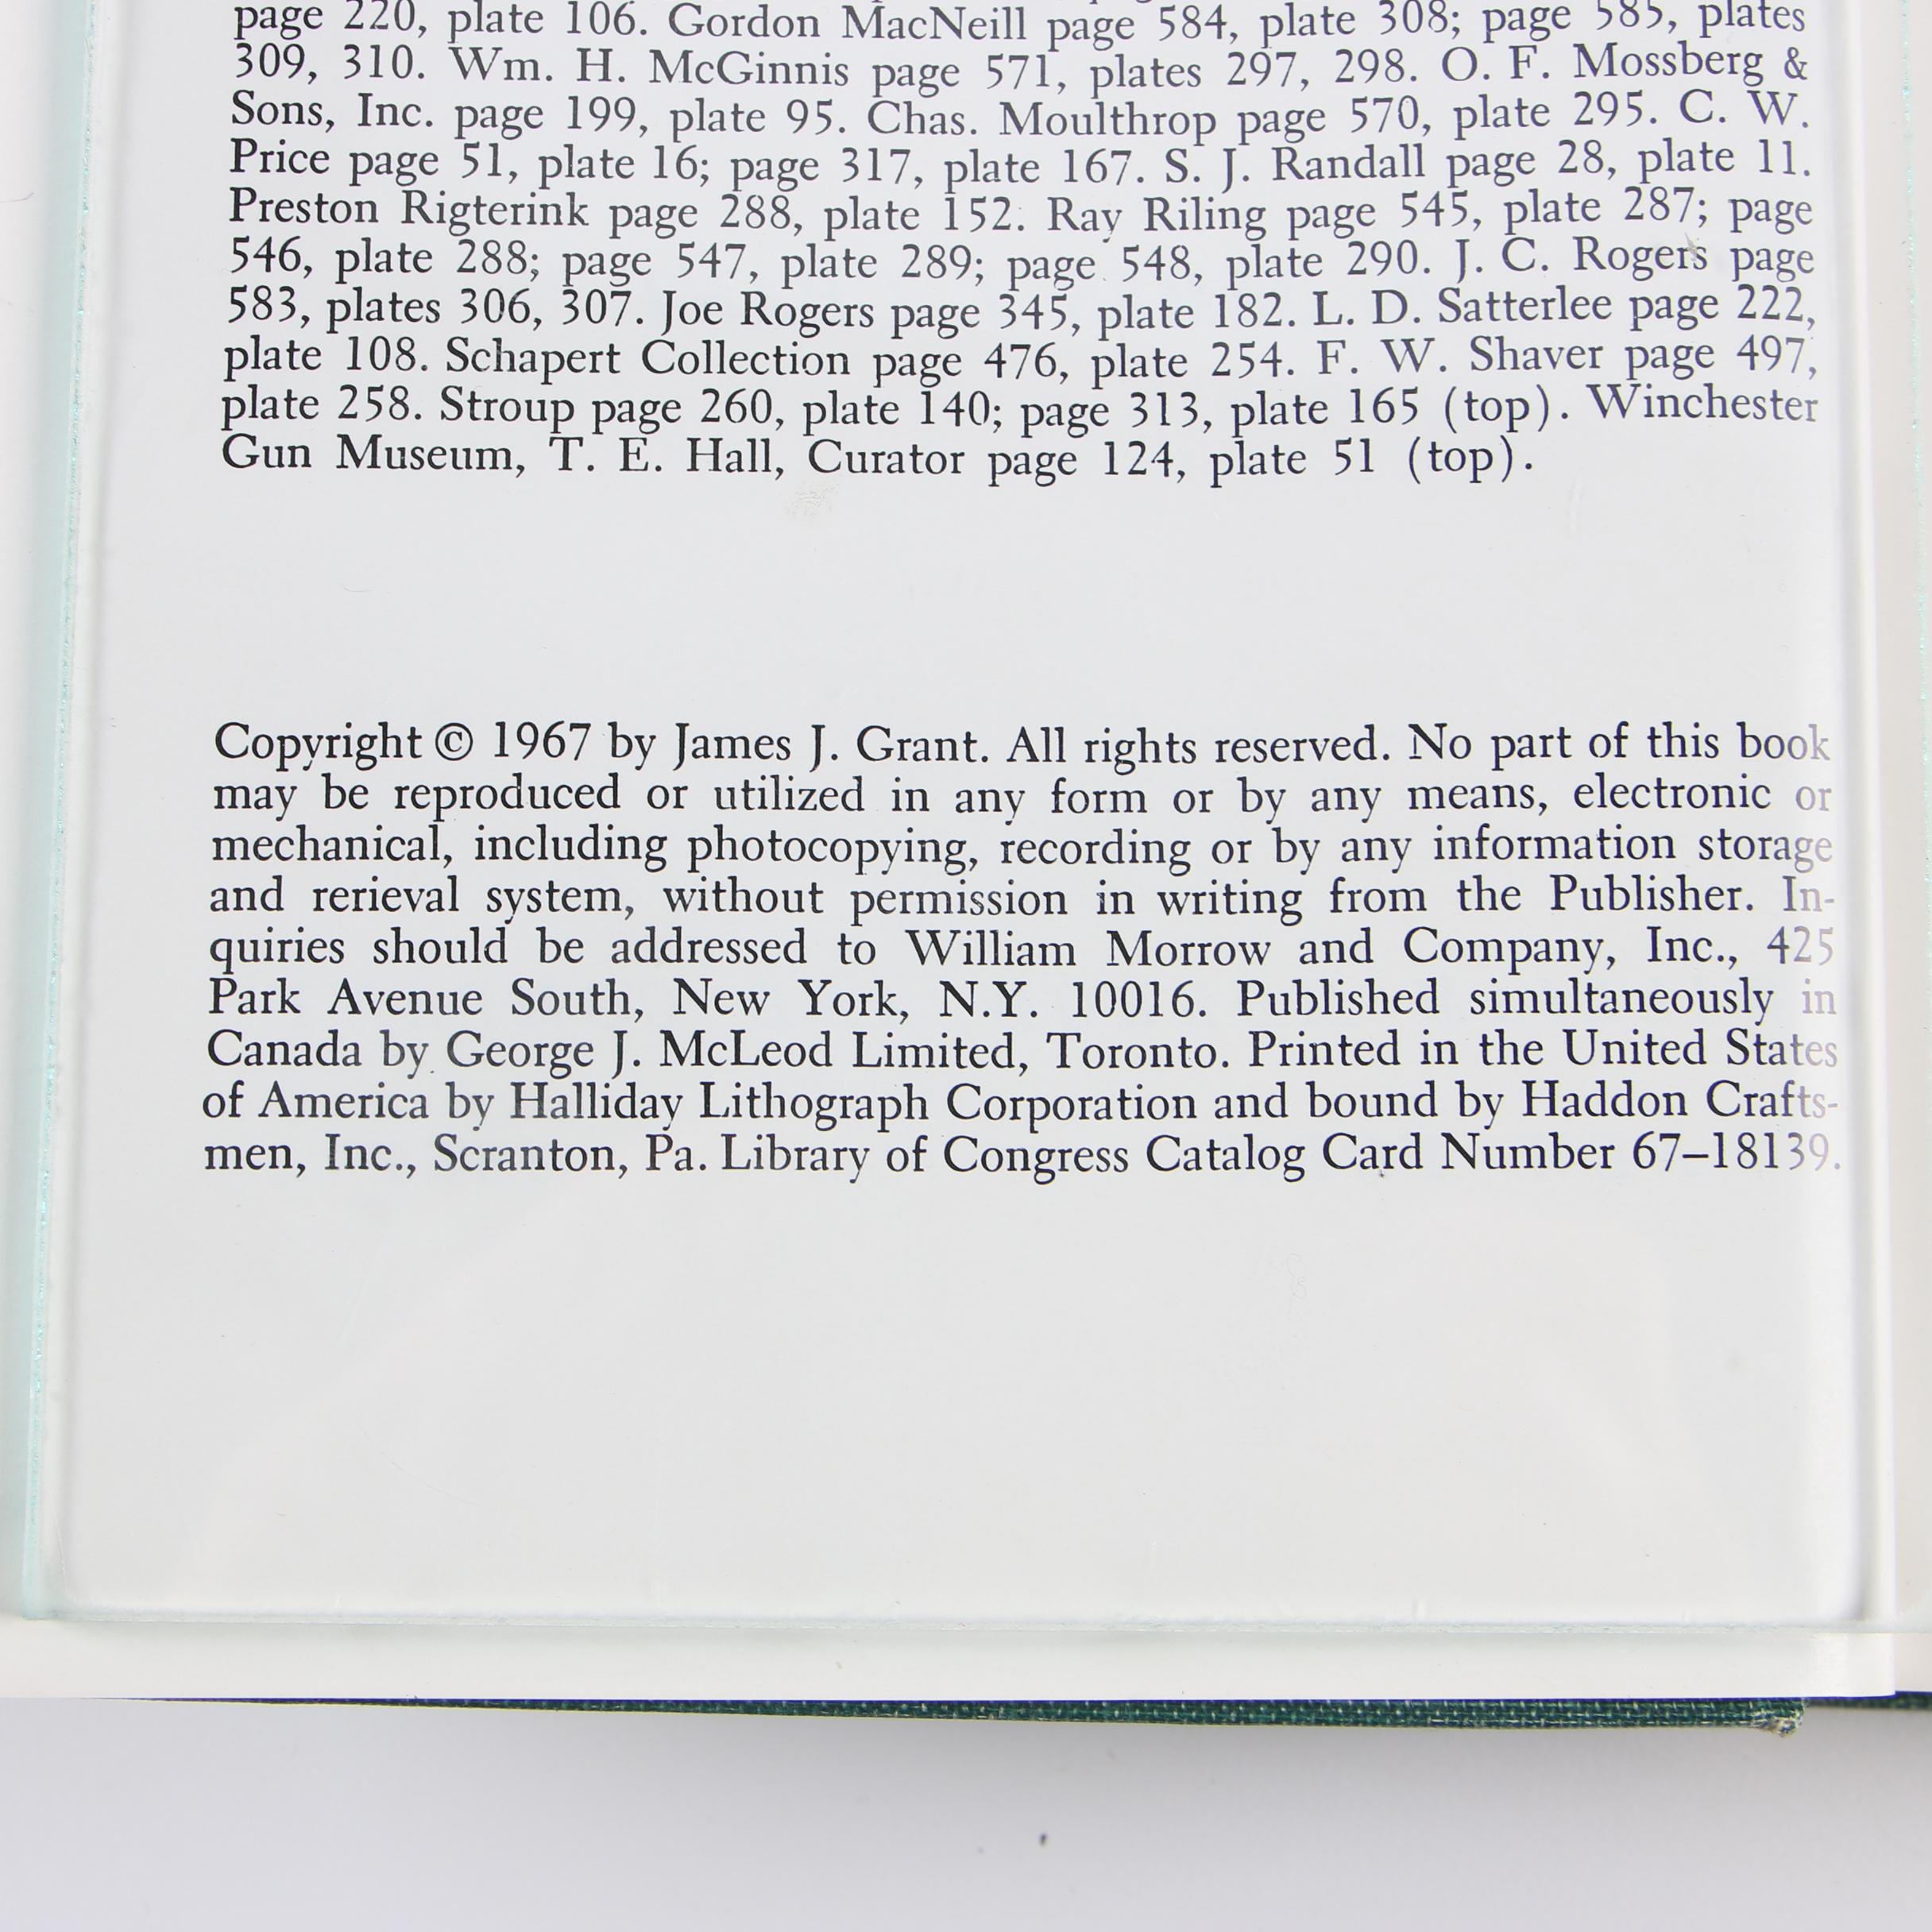 page 220, plate 106. Gordon MacNeill page 584, plate 308; page 585, plates
309, 310. Wm. H. McGinnis page 571, plates 297, 298. O. F. Mossberg &
Sons, Inc. page 199, plate 95. Chas. Moulthrop page 570, plate 295. C. W.
Price page 51, plate 16; page 317, plate 167. S. J. Randall page 28, plate 11.
Preston Rigterink page 288, plate 152. Ray Riling page 545, plate 287; page
546, plate 288; page 547, plate 289; page 548, plate 290. J. C. Rogers page
583, plates 306, 307. Joe Rogers page 345, plate 182. L. D. Satterlee page 222,
plate 108. Schapert Collection page 476, plate 254. F. W. Shaver page 497,
plate 258. Stroup page 260, plate 140; page 313, plate 165 (top). Winchester
Gun Museum, T. E. Hall, Curator page 124, plate 51 (top).
Copyright © 1967 by James J. Grant. All rights reserved. No part of this book
may be reproduced or utilized in any form or by any means, electronic or
mechanical, including photocopying, recording or by any information storage
and rerieval system, without permission in writing from the Publisher. In-
quiries should be addressed to William Morrow and Company, Inc., 425
Park Avenue South, New York, N.Y. 10016. Published simultaneously in
Canada by George J. McLeod Limited, Toronto. Printed in the United States
of America by Halliday Lithograph Corporation and bound by Haddon Crafts-
men, Inc., Scranton, Pa. Library of Congress Catalog Card Number 67–18139.